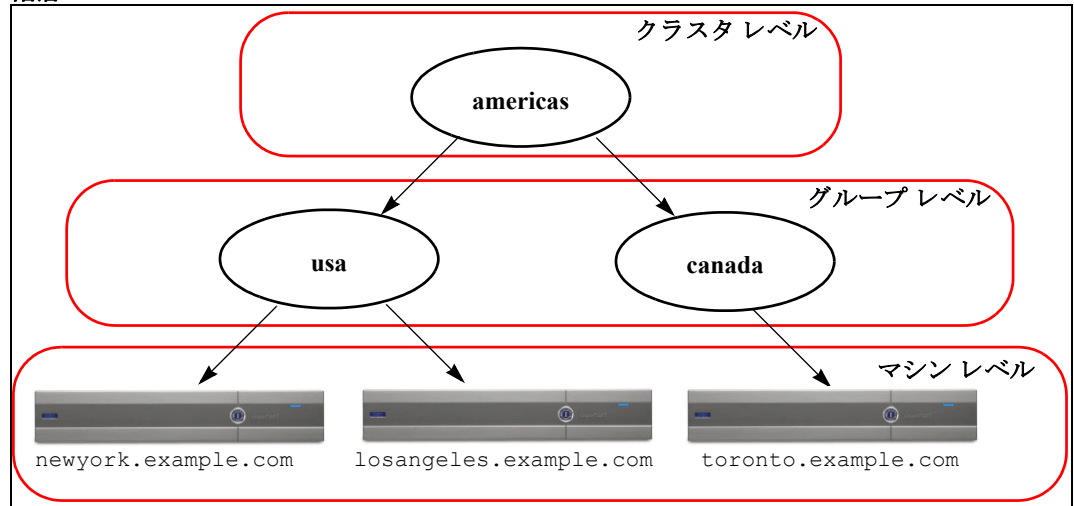 クラスタ レベル
americas
グループ レベル
usa
canada
マシン レベル
newyork.example.com
losangeles.example.com
toronto.example.com